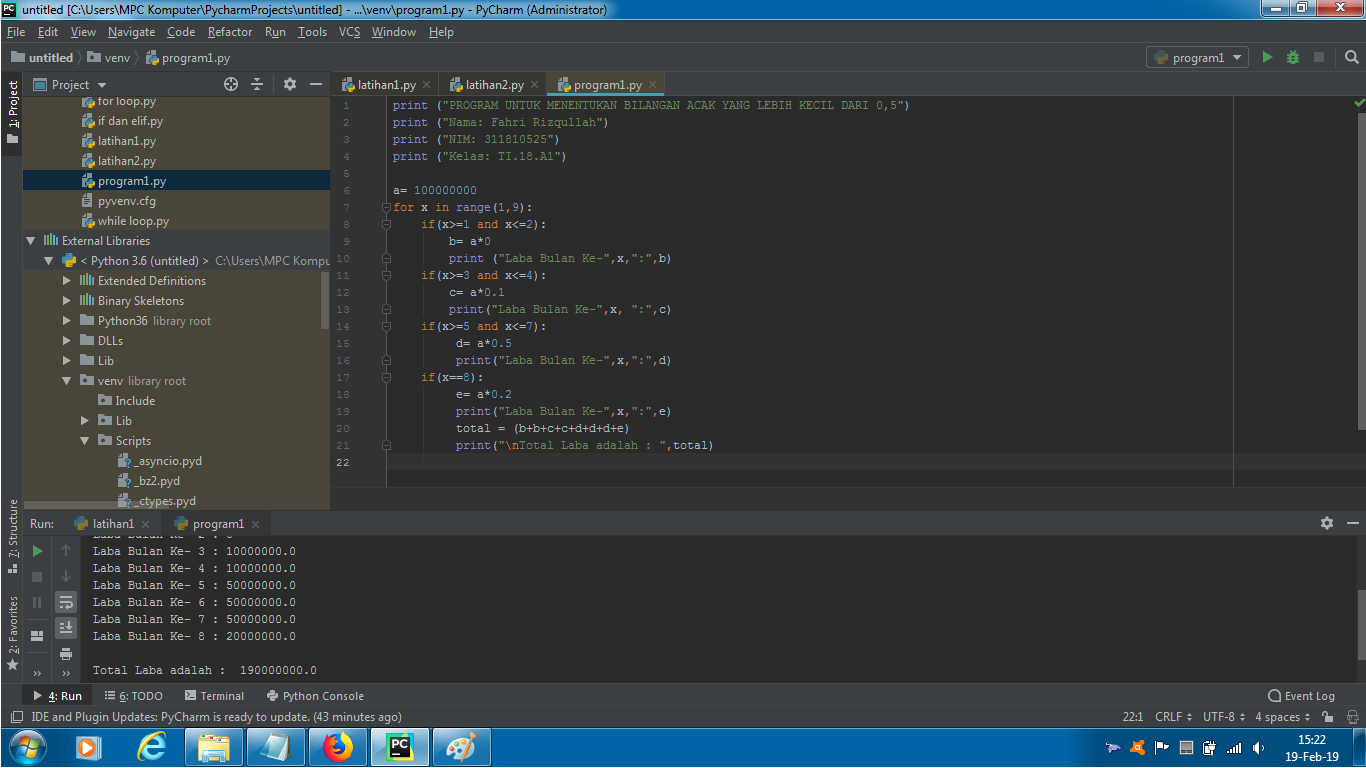 untitled [C:\Users\MPC Komputer\PycharmProjects\untitled] - ...\venv\program1.py - PyCharm (Administrator)
File Edit View Navigate Code Refactor Run Tools VCS Window Help
untitled venv program1.py
program1
1: Project
Project
for loop.py
if dan elif.py
latihan1.py
latihan2.py
program1.py
pyvenv.cfg
while loop.py
External Libraries
< Python 3.6 (untitled) > C:\Users\MPC Kompu
Extended Definitions
Binary Skeletons
Python36 library root
DLLs
Lib
venv library root
Include
Lib
Scripts
_asyncio.pyd
_bz2.pyd
_ctypes.pyd
latihan1.py latihan2.py program1.py
1 print ("PROGRAM UNTUK MENENTUKAN BILANGAN ACAK YANG LEBIH KECIL DARI 0,5")
2 print ("Nama: Fahri Rizqullah")
3 print ("NIM: 311810525")
4 print ("Kelas: TI.18.A1")
5
6 a= 100000000
7 for x in range(1,9):
8 if(x>=1 and x<=2):
9 b= a*0
10 print ("Laba Bulan Ke-",x,":",b)
11 if(x>=3 and x<=4):
12 c= a*0.1
13 print("Laba Bulan Ke-",x, ":",c)
14 if(x>=5 and x<=7):
15 d= a*0.5
16 print("Laba Bulan Ke-",x,":",d)
17 if(x==8):
18 e= a*0.2
19 print("Laba Bulan Ke-",x,":",e)
20 total = (b+b+c+c+d+d+d+e)
21 print("\nTotal Laba adalah : ",total)
22
7: Structure
2: Favorites
Run: latihan1 program1
Laba Bulan Ke- 2 : 0
Laba Bulan Ke- 3 : 10000000.0
Laba Bulan Ke- 4 : 10000000.0
Laba Bulan Ke- 5 : 50000000.0
Laba Bulan Ke- 6 : 50000000.0
Laba Bulan Ke- 7 : 50000000.0
Laba Bulan Ke- 8 : 20000000.0
Total Laba adalah :  190000000.0
4: Run 6: TODO Terminal Python Console Event Log
IDE and Plugin Updates: PyCharm is ready to update. (43 minutes ago) 22:1 CRLF UTF-8 4 spaces
PC
15:22
19-Feb-19